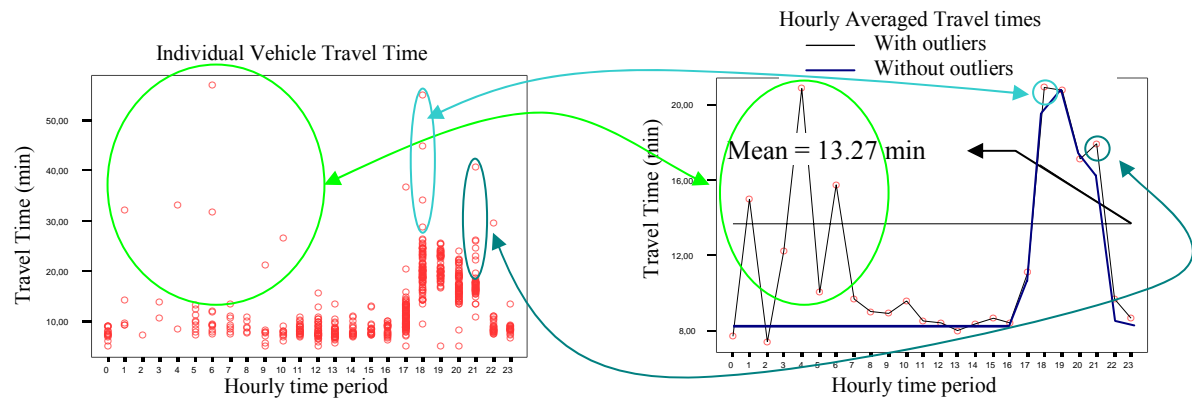 Individual Vehicle Travel Time
Travel Time (min)
50,00
40,00
30,00
20,00
10,00
0 1 2 3 4 5 6 7 8 9 10 11 12 13 14 15 16 17 18 19 20 21 22 23
Hourly time period
Hourly Averaged Travel times
With outliers
Without outliers
Travel Time (min)
20,00
16,00
12,00
8,00
Mean = 13.27 min
0 1 2 3 4 5 6 7 8 9 10 11 12 13 14 15 16 17 18 19 20 21 22 23
Hourly time period